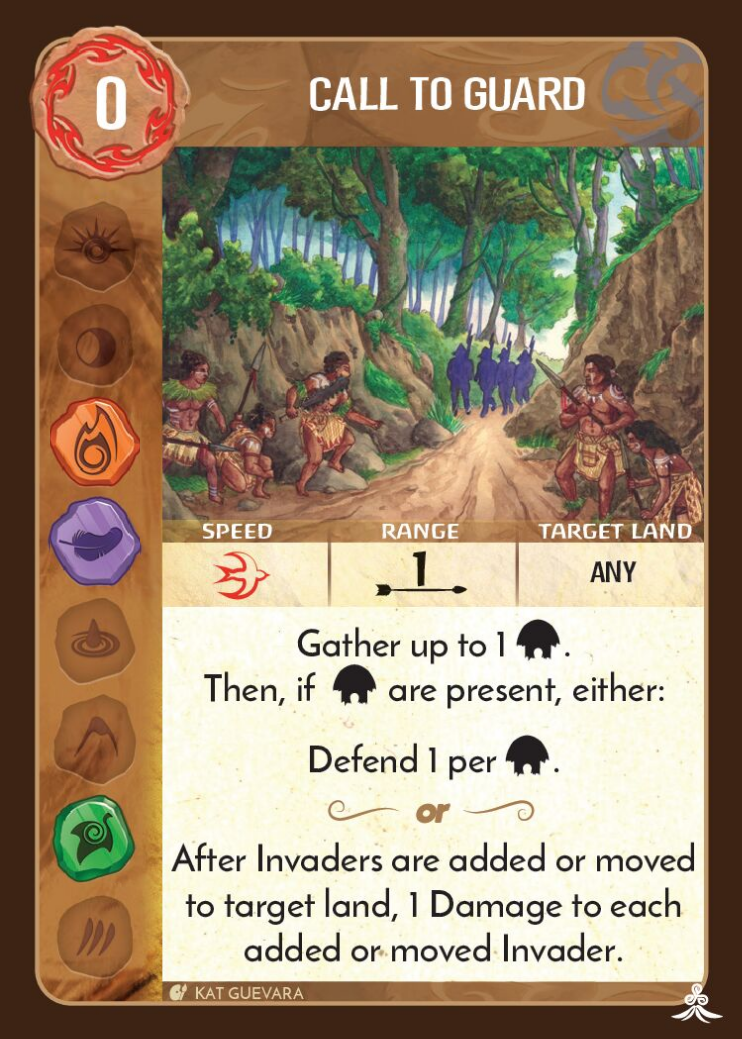 0
CALL TO GUARD
SPEED
RANGE
TARGET LAND
1
ANY
Gather up to 1 .
Then, if are present, either:
Defend 1 per .
or
After Invaders are added or moved
to target land, 1 Damage to each
added or moved Invader.
KAT GUEVARA